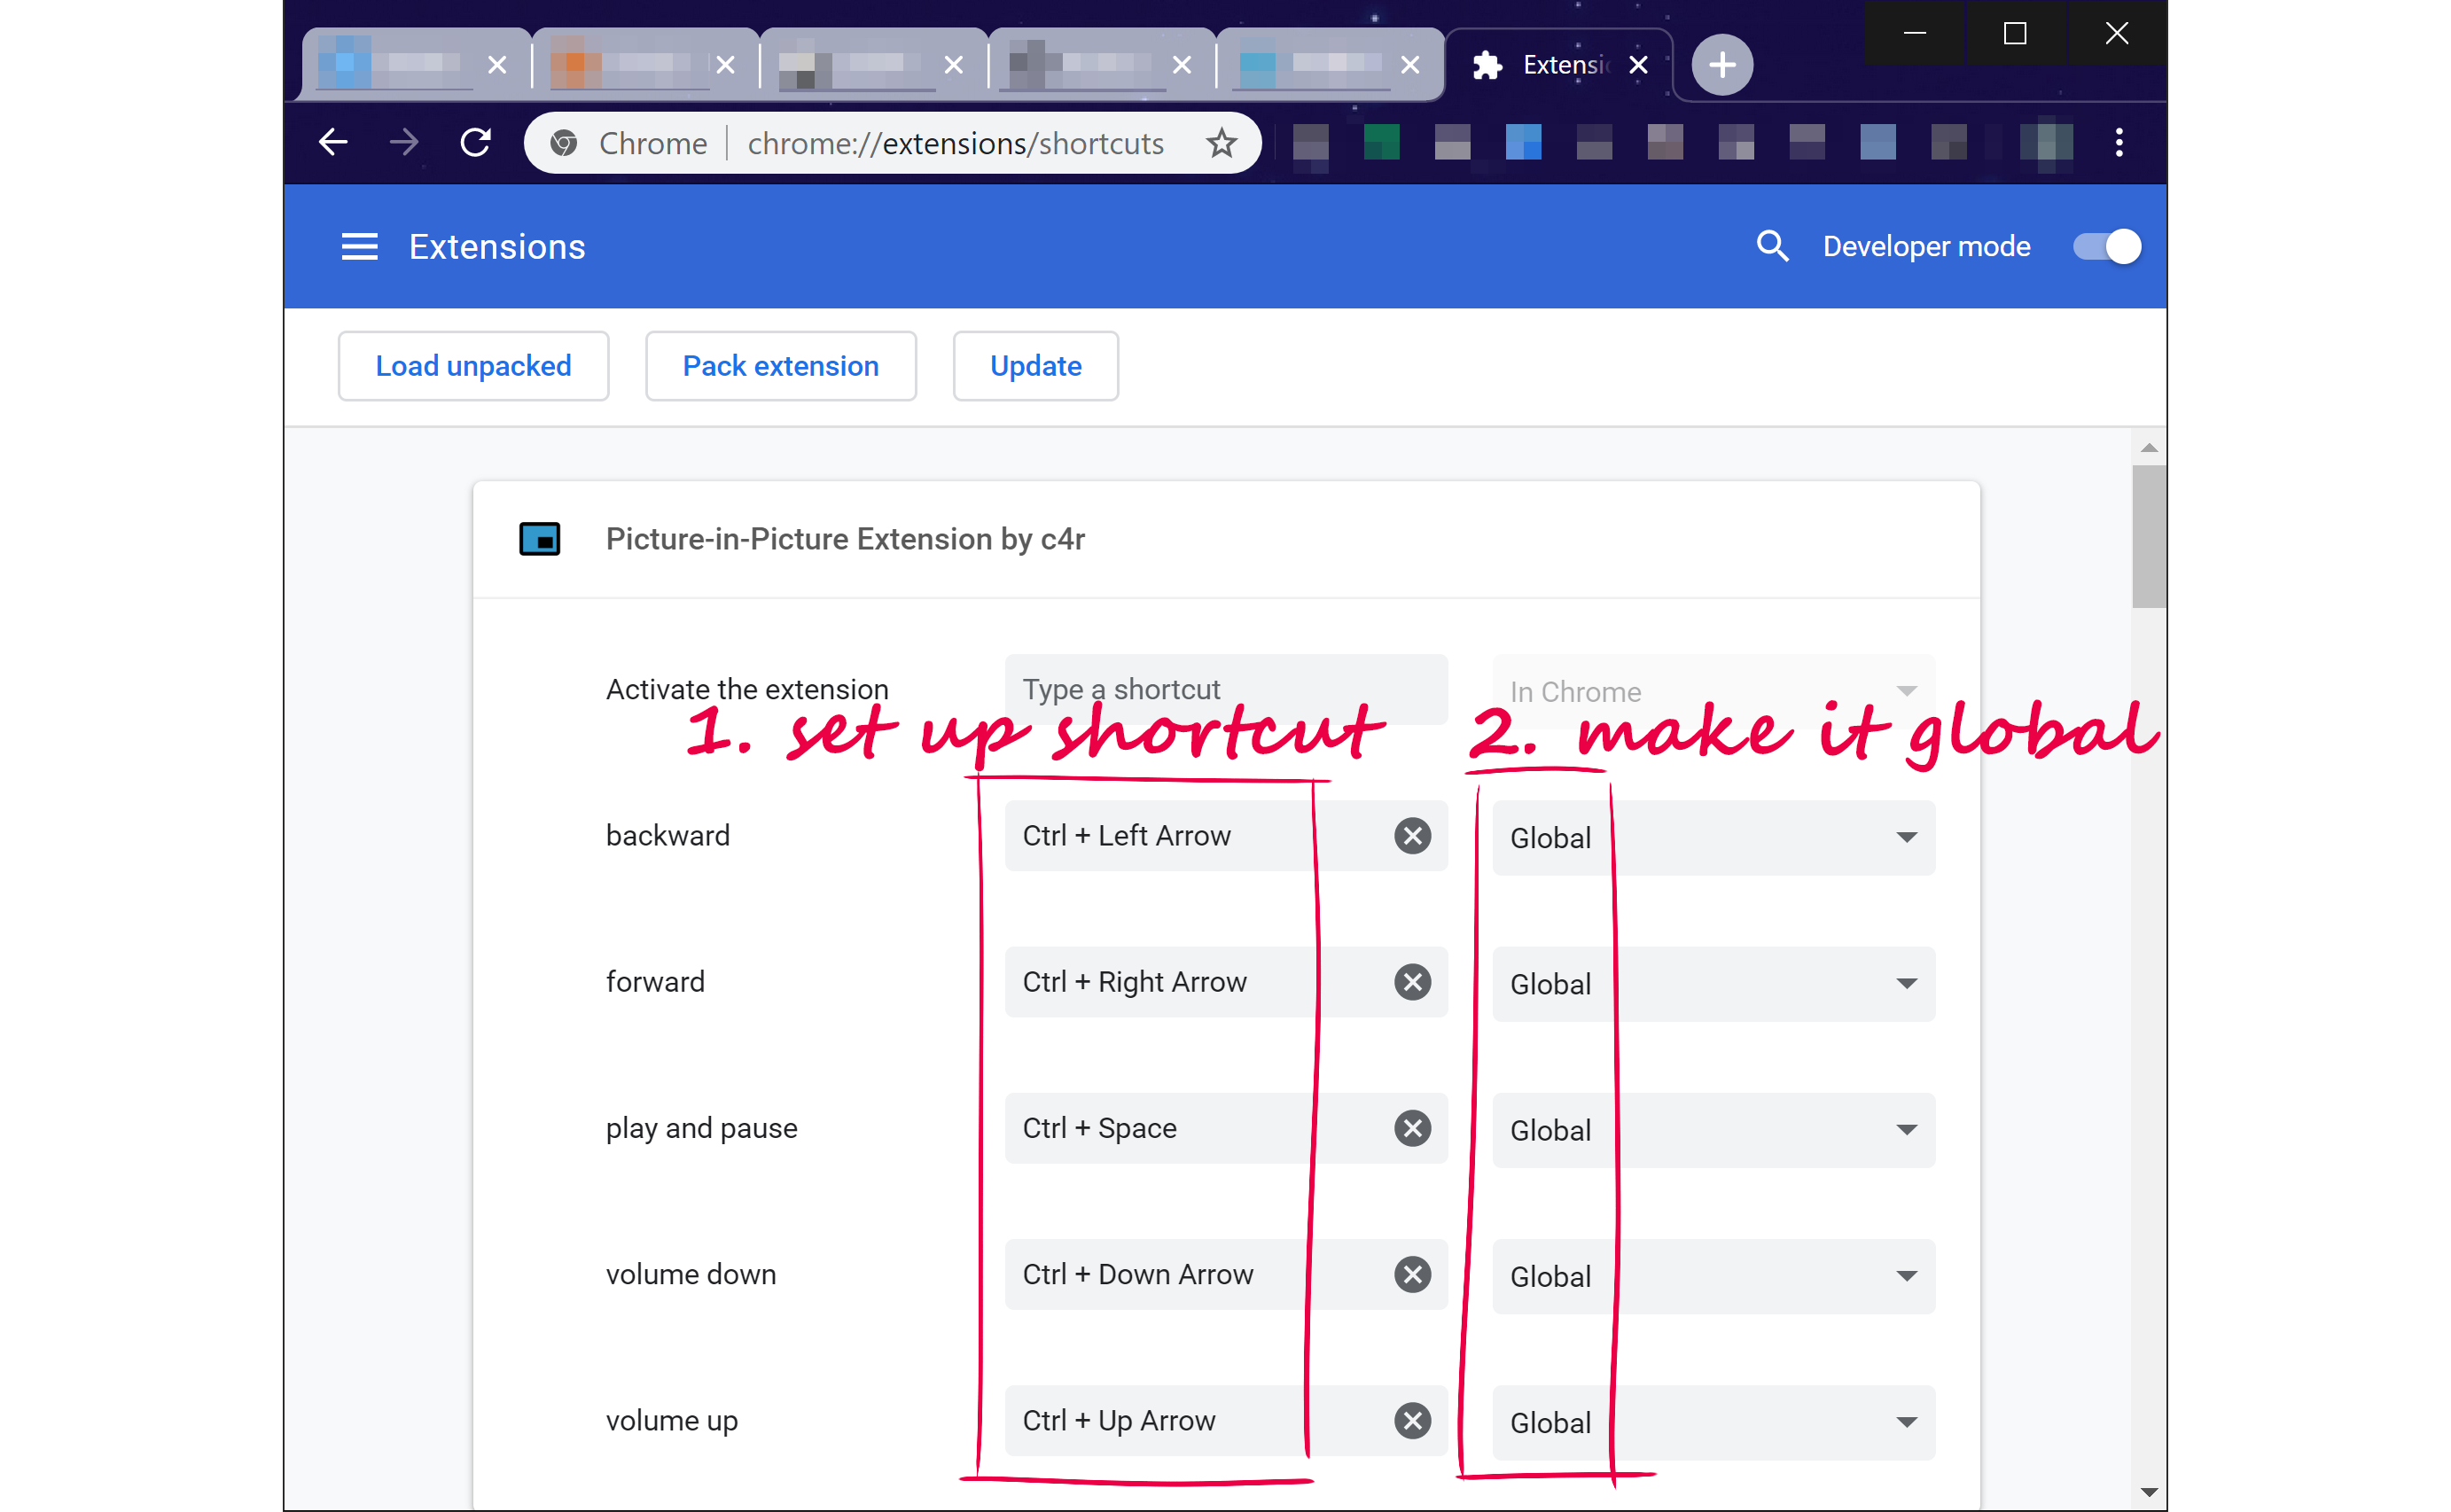 Extensi
Chrome chrome://extensions/shortcuts
Extensions Developer mode
Load unpacked Pack extension Update
Picture-in-Picture Extension by c4r
Activate the extension Type a shortcut In Chrome
1. set up shortcut 2. make it global
backward Ctrl + Left Arrow Global
forward Ctrl + Right Arrow Global
play and pause Ctrl + Space Global
volume down Ctrl + Down Arrow Global
volume up Ctrl + Up Arrow Global